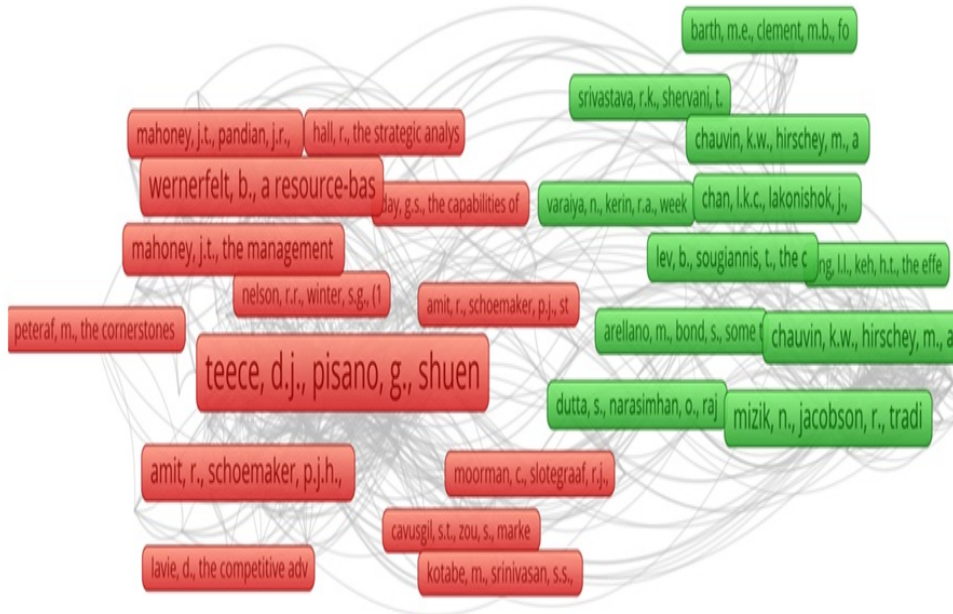 barth, m.e., clement, m.b., fo
srivastava, r.k., shervani, t.
mahoney, j.t., pandian, j.r.,
hall, r., the strategic analys
chauvin, k.w., hirschey, m., a
wernerfelt, b., a resource-bas
day, g.s., the capabilities of
varaiya, n., kerin, r.a., week
chan, l.k.c., lakonishok, j.,
mahoney, j.t., the management
lev, b., sougiannis, t., the c
ng, l.l., keh, h.t., the effe
nelson, r.r., winter, s.g., (1
amit, r., schoemaker, p.j., st
peteraf, m., the cornerstones
arellano, m., bond, s., some t
chauvin, k.w., hirschey, m., a
teece, d.j., pisano, g., shuen
dutta, s., narasimhan, o., raj
mizik, n., jacobson, r., tradi
amit, r., schoemaker, p.j.h.,
moorman, c., slotegraaf, r.j.,
cavusgil, s.t., zou, s., marke
lavie, d., the competitive adv
kotabe, m., srinivasan, s.s.,